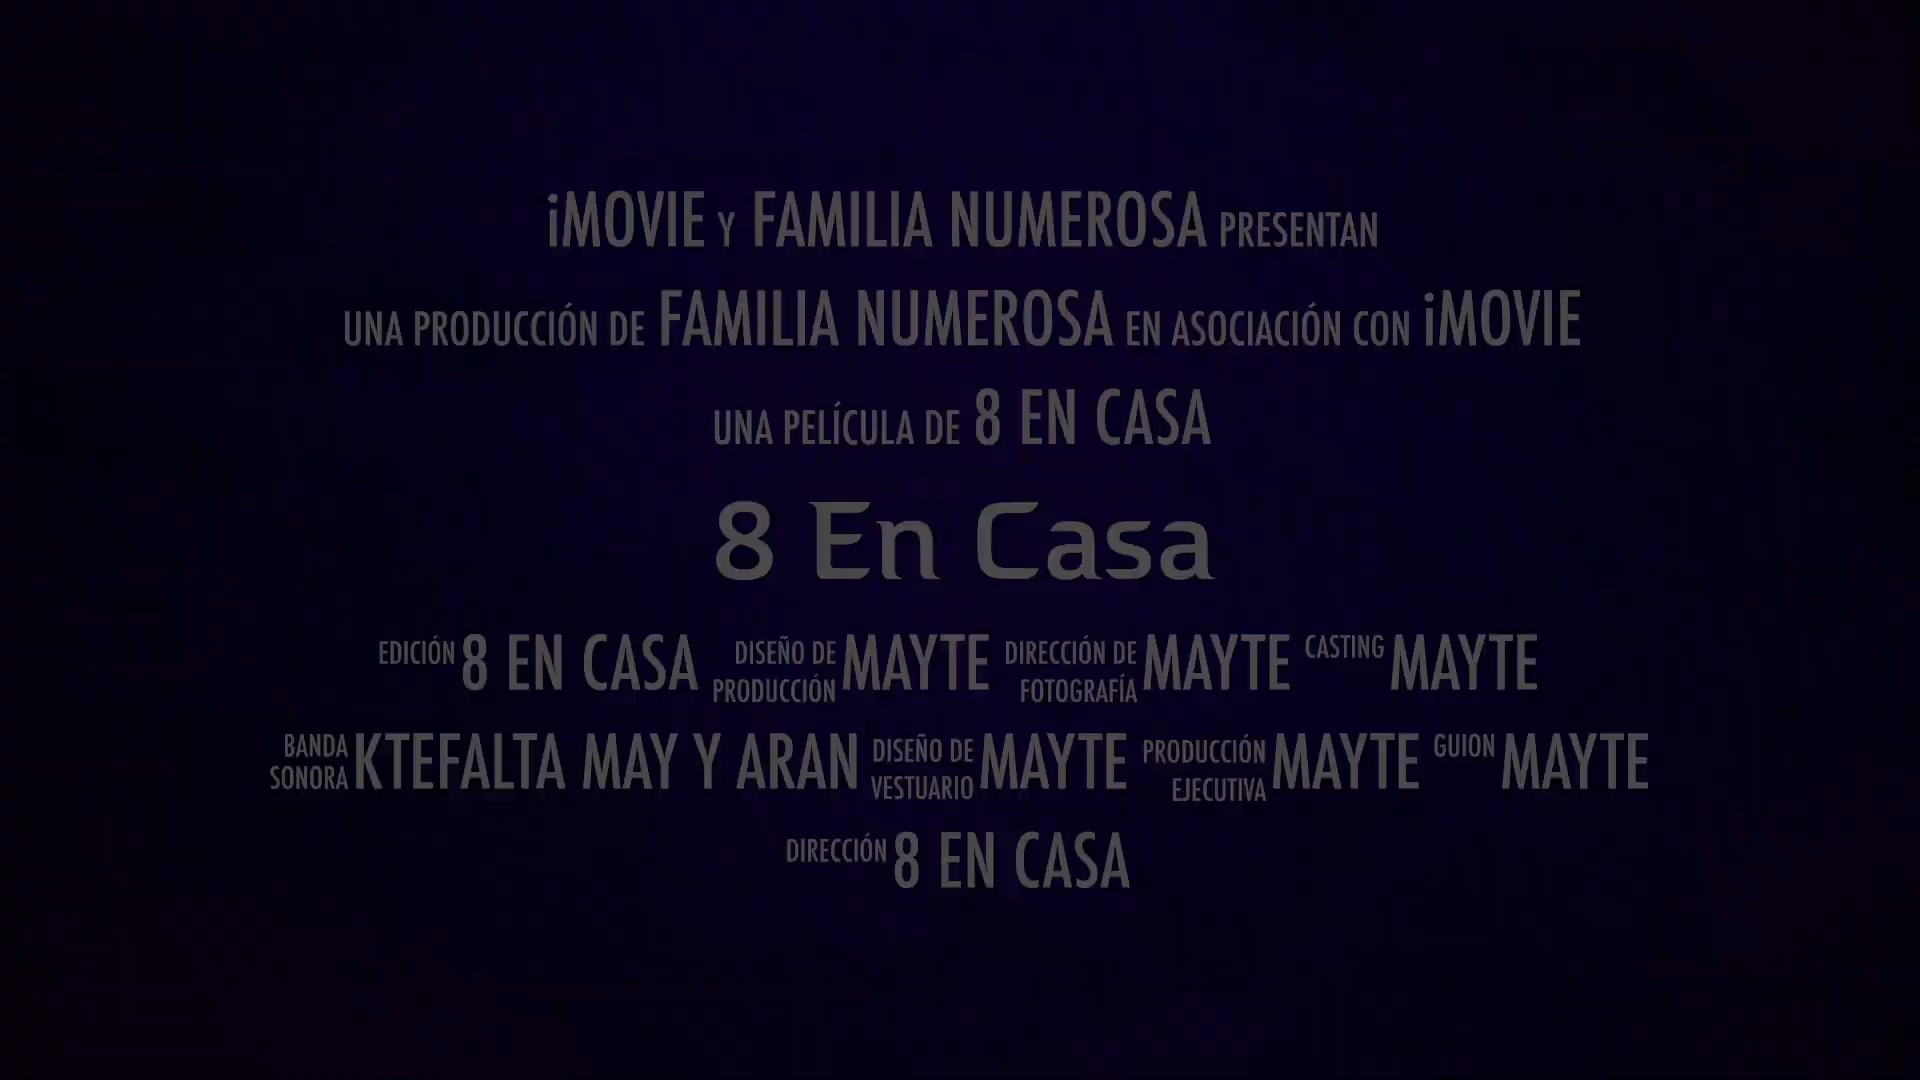 iMOVIE Y FAMILIA NUMEROSA PRESENTAN
UNA PRODUCCIÓN DE FAMILIA NUMEROSA EN ASOCIACIÓN CON iMOVIE
UNA PELÍCULA DE 8 EN CASA
8 En Casa
EDICIÓN 8 EN CASA DISEÑO DE PRODUCCIÓN MAYTE DIRECCIÓN DE FOTOGRAFÍA MAYTE CASTING MAYTE
BANDA SONORA KTEFALTA MAY Y ARAN DISEÑO DE VESTUARIO MAYTE PRODUCCIÓN EJECUTIVA MAYTE GUION MAYTE
DIRECCIÓN 8 EN CASA